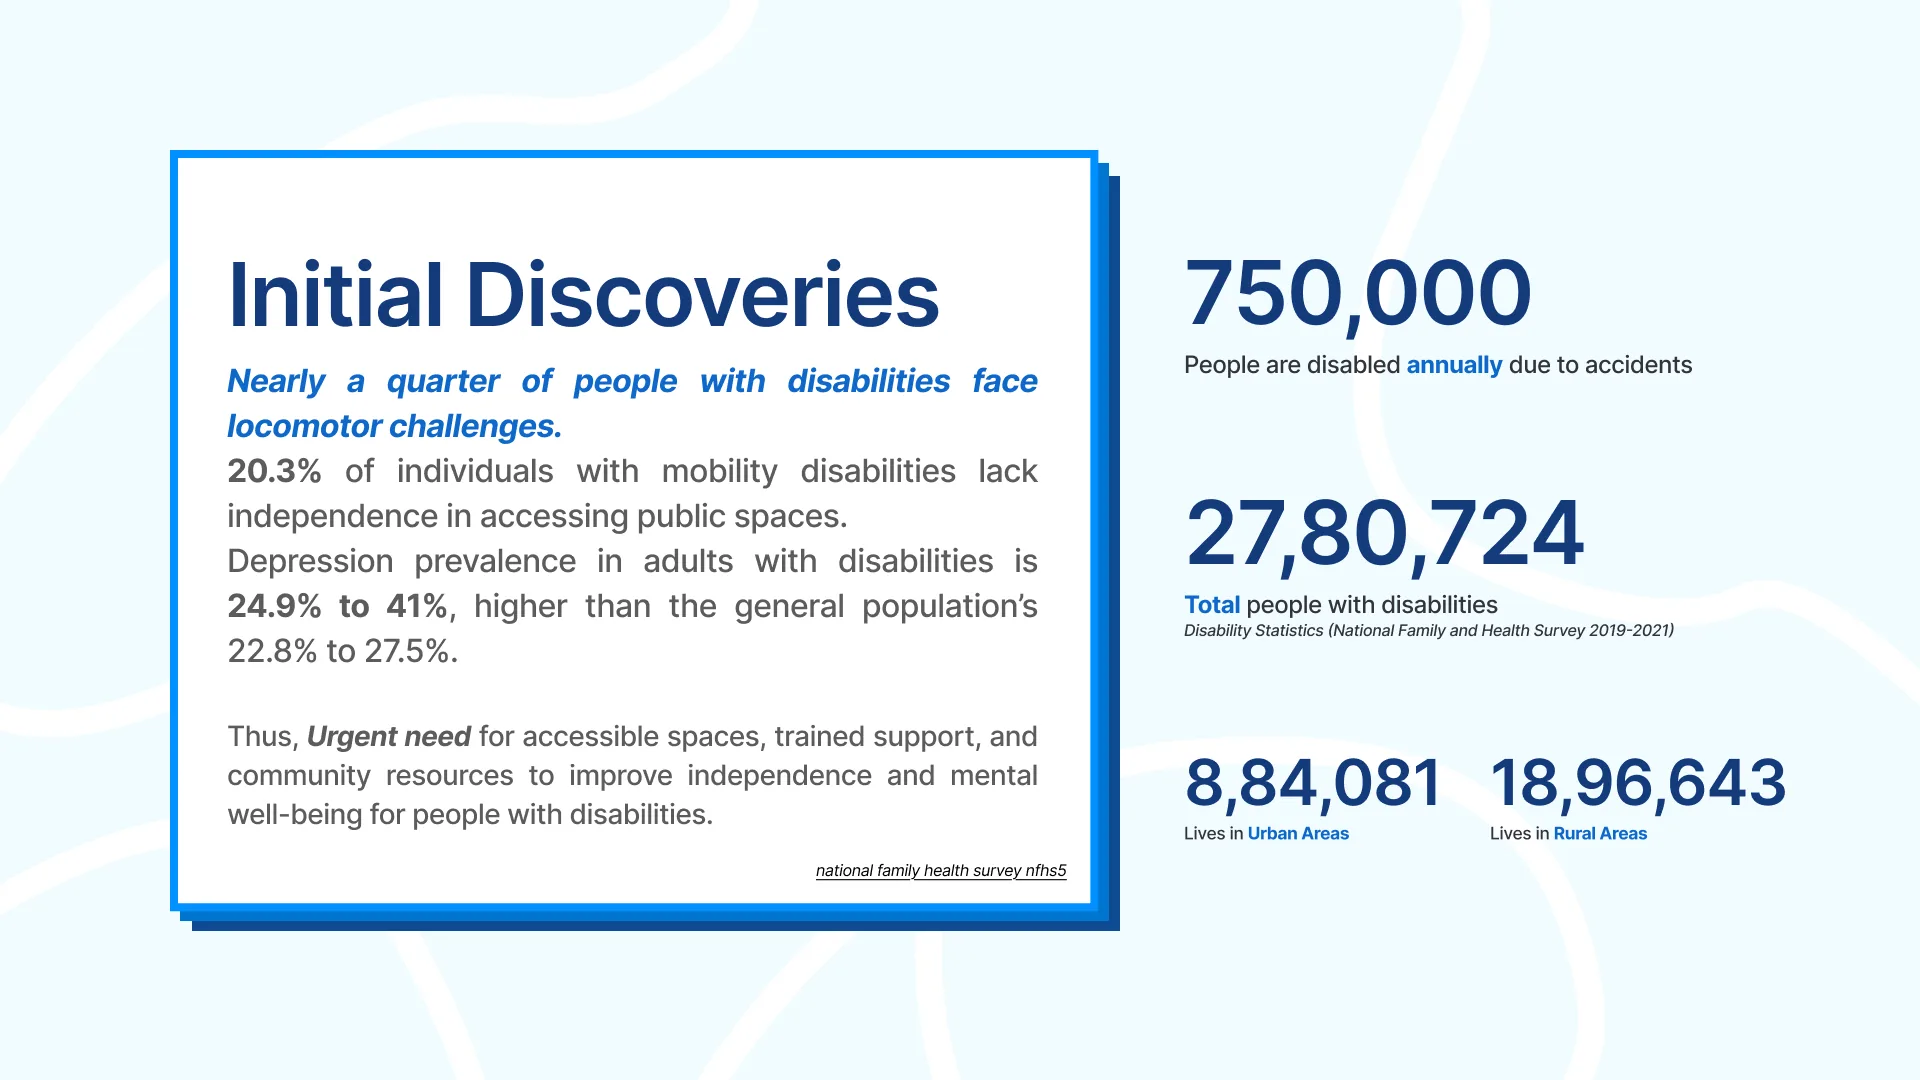 Initial Discoveries
Nearly a quarter of people with disabilities face
locomotor challenges.
20.3% of individuals with mobility disabilities lack
independence in accessing public spaces.
Depression prevalence in adults with disabilities is
24.9% to 41%, higher than the general population’s
22.8% to 27.5%.
Thus, Urgent need for accessible spaces, trained support, and
community resources to improve independence and mental
well-being for people with disabilities.
national family health survey nfhs5
750,000
People are disabled annually due to accidents
27,80,724
Total people with disabilities
Disability Statistics (National Family and Health Survey 2019-2021)
8,84,081
Lives in Urban Areas
18,96,643
Lives in Rural Areas